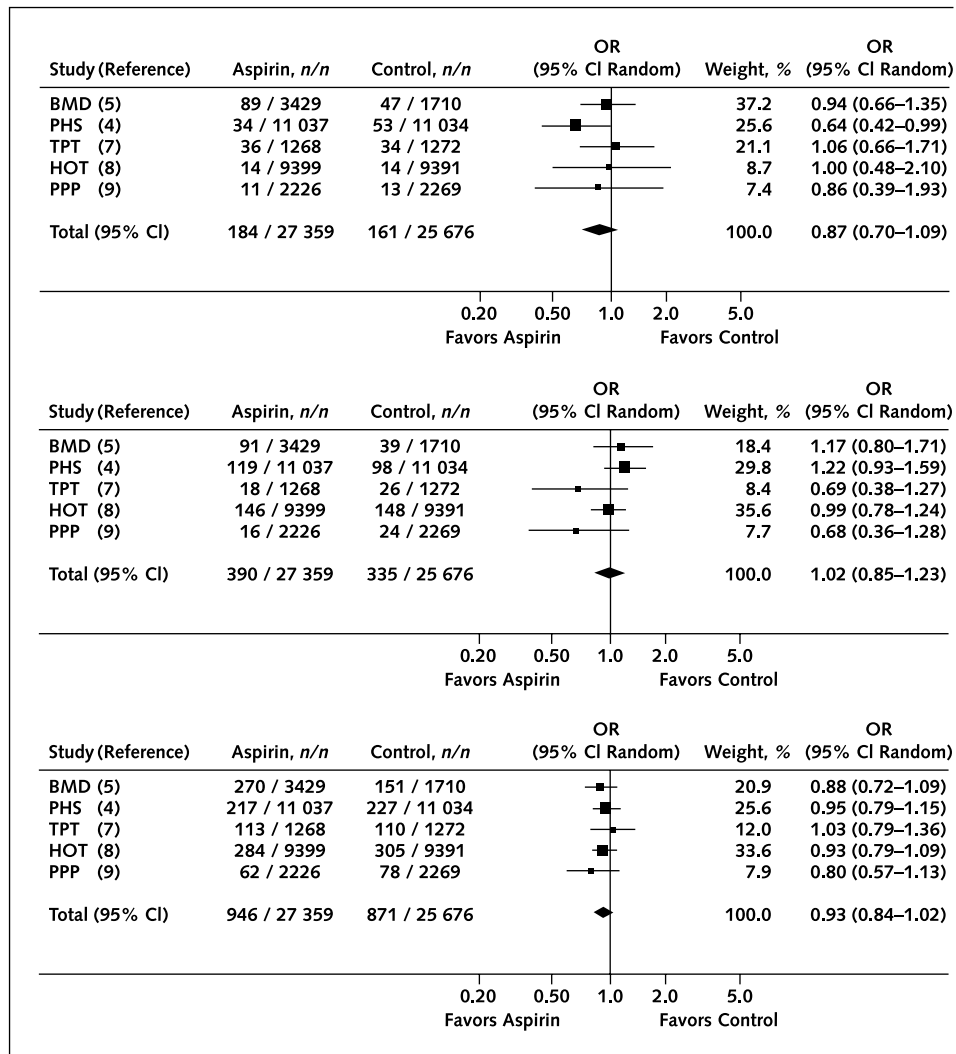 OR OR
Study (Reference) Aspirin, n/n Control, n/n (95% CI Random) Weight, % (95% CI Random)
BMD (5) 89 / 3429 47 / 1710 37.2 0.94 (0.66–1.35)
PHS (4) 34 / 11 037 53 / 11 034 25.6 0.64 (0.42–0.99)
TPT (7) 36 / 1268 34 / 1272 21.1 1.06 (0.66–1.71)
HOT (8) 14 / 9399 14 / 9391 8.7 1.00 (0.48–2.10)
PPP (9) 11 / 2226 13 / 2269 7.4 0.86 (0.39–1.93)
Total (95% CI) 184 / 27 359 161 / 25 676 100.0 0.87 (0.70–1.09)
0.20 0.50 1.0 2.0 5.0
Favors Aspirin Favors Control
OR OR
Study (Reference) Aspirin, n/n Control, n/n (95% CI Random) Weight, % (95% CI Random)
BMD (5) 91 / 3429 39 / 1710 18.4 1.17 (0.80–1.71)
PHS (4) 119 / 11 037 98 / 11 034 29.8 1.22 (0.93–1.59)
TPT (7) 18 / 1268 26 / 1272 8.4 0.69 (0.38–1.27)
HOT (8) 146 / 9399 148 / 9391 35.6 0.99 (0.78–1.24)
PPP (9) 16 / 2226 24 / 2269 7.7 0.68 (0.36–1.28)
Total (95% CI) 390 / 27 359 335 / 25 676 100.0 1.02 (0.85–1.23)
0.20 0.50 1.0 2.0 5.0
Favors Aspirin Favors Control
OR OR
Study (Reference) Aspirin, n/n Control, n/n (95% CI Random) Weight, % (95% CI Random)
BMD (5) 270 / 3429 151 / 1710 20.9 0.88 (0.72–1.09)
PHS (4) 217 / 11 037 227 / 11 034 25.6 0.95 (0.79–1.15)
TPT (7) 113 / 1268 110 / 1272 12.0 1.03 (0.79–1.36)
HOT (8) 284 / 9399 305 / 9391 33.6 0.93 (0.79–1.09)
PPP (9) 62 / 2226 78 / 2269 7.9 0.80 (0.57–1.13)
Total (95% CI) 946 / 27 359 871 / 25 676 100.0 0.93 (0.84–1.02)
0.20 0.50 1.0 2.0 5.0
Favors Aspirin Favors Control